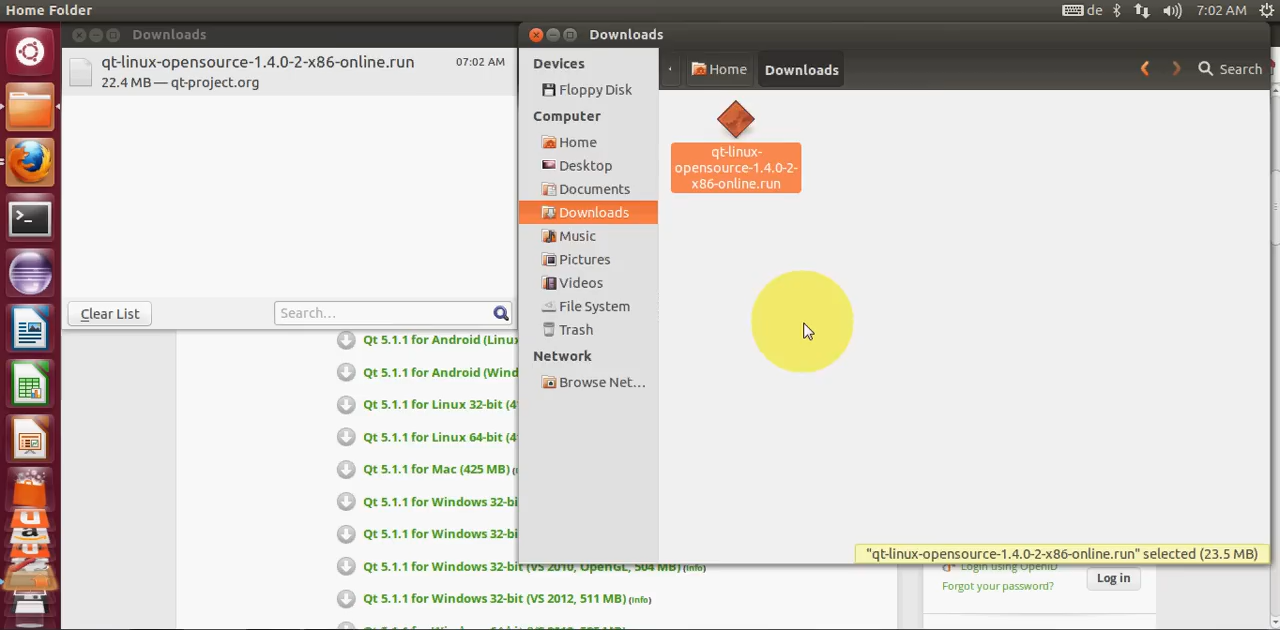 Home Folder
de
7:02 AM
Downloads
qt-linux-opensource-1.4.0-2-x86-online.run
07:02 AM
22.4 MB — qt-project.org
Clear List
Search...
Downloads
Home
Downloads
Search
Devices
Floppy Disk
Computer
Home
Desktop
Documents
Downloads
Music
Pictures
Videos
File System
Trash
Network
Browse Net...
qt-linux-
opensource-1.4.0-2-
x86-online.run
"qt-linux-opensource-1.4.0-2-x86-online.run" selected (23.5 MB)
Qt 5.1.1 for Android (Linu
Qt 5.1.1 for Android (Wind
Qt 5.1.1 for Linux 32-bit (4
Qt 5.1.1 for Linux 64-bit (4
Qt 5.1.1 for Mac (425 MB)
Qt 5.1.1 for Windows 32-bi
Qt 5.1.1 for Windows 32-b
Qt 5.1.1 for Windows 32-bit (VS 2010, OpenGL, 504 MB) (info)
Qt 5.1.1 for Windows 32-bit (VS 2012, 511 MB) (info)
Login using OpenID
Forgot your password?
Log in